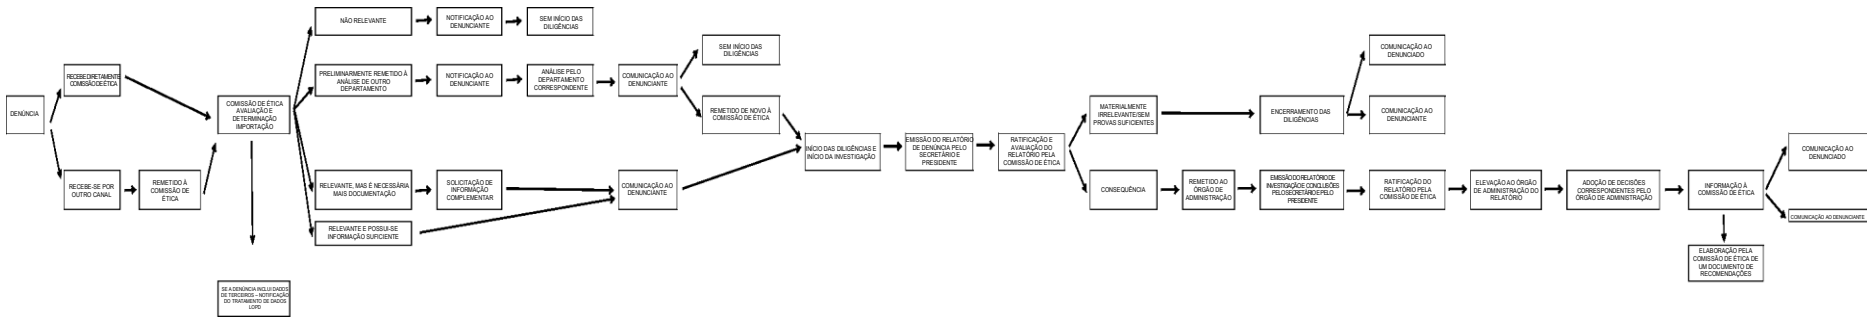 DENÚNCIA
RECEBE DIRETAMENTE
COMISSÃO DE ÉTICA
RECEBE-SE POR
OUTRO CANAL
REMETIDO À
COMISSÃO DE
ÉTICA
COMISSÃO DE ÉTICA
AVALIAÇÃO E
DETERMINAÇÃO
IMPORTAÇÃO
SE A DENÚNCIA INCLUI DADOS
DE TERCEIROS – NOTIFICAÇÃO
DO TRATAMENTO DE DADOS
LOPD
NÃO RELEVANTE
NOTIFICAÇÃO AO
DENUNCIANTE
SEM INÍCIO DAS
DILIGÊNCIAS
PRELIMINARMENTE REMETIDO À
ANÁLISE DE OUTRO
DEPARTAMENTO
NOTIFICAÇÃO AO
DENUNCIANTE
ANÁLISE PELO
DEPARTAMENTO
CORRESPONDENTE
COMUNICAÇÃO AO
DENUNCIANTE
SEM INÍCIO DAS
DILIGÊNCIAS
REMETIDO DE NOVO À
COMISSÃO DE ÉTICA
RELEVANTE, MAS É NECESSÁRIA
MAIS DOCUMENTAÇÃO
SOLICITAÇÃO DE
INFORMAÇÃO
COMPLEMENTAR
COMUNICAÇÃO AO
DENUNCIANTE
RELEVANTE E POSSUI-SE
INFORMAÇÃO SUFICIENTE
INÍCIO DAS DILIGÊNCIAS E
INÍCIO DA INVESTIGAÇÃO
EMISSÃO DO RELATÓRIO
DE DENÚNCIA PELO
SECRETÁRIO E
PRESIDENTE
RATIFICAÇÃO E
AVALIAÇÃO DO
RELATÓRIO PELA
COMISSÃO DE ÉTICA
MATERIALMENTE
IRRELEVANTE/SEM
PROVAS SUFICIENTES
ENCERRAMENTO DAS
DILIGÊNCIAS
COMUNICAÇÃO AO
DENUNCIADO
COMUNICAÇÃO AO
DENUNCIANTE
CONSEQUÊNCIA
REMETIDO AO
ÓRGÃO DE
ADMINISTRAÇÃO
EMISSÃO DO RELATÓRIO DE
INVESTIGAÇÃO E CONCLUSÕES
PELO SECRETÁRIO E PELO
PRESIDENTE
RATIFICAÇÃO DO
RELATÓRIO PELA
COMISSÃO DE ÉTICA
ELEVAÇÃO AO ÓRGÃO
DE ADMINISTRAÇÃO DO
RELATÓRIO
ADOÇÃO DE DECISÕES
CORRESPONDENTES PELO
ÓRGÃO DE ADMINISTRAÇÃO
INFORMAÇÃO À
COMISSÃO DE ÉTICA
COMUNICAÇÃO AO
DENUNCIADO
COMUNICAÇÃO AO DENUNCIANTE
ELABORAÇÃO PELA
COMISSÃO DE ÉTICA DE
UM DOCUMENTO DE
RECOMENDAÇÕES